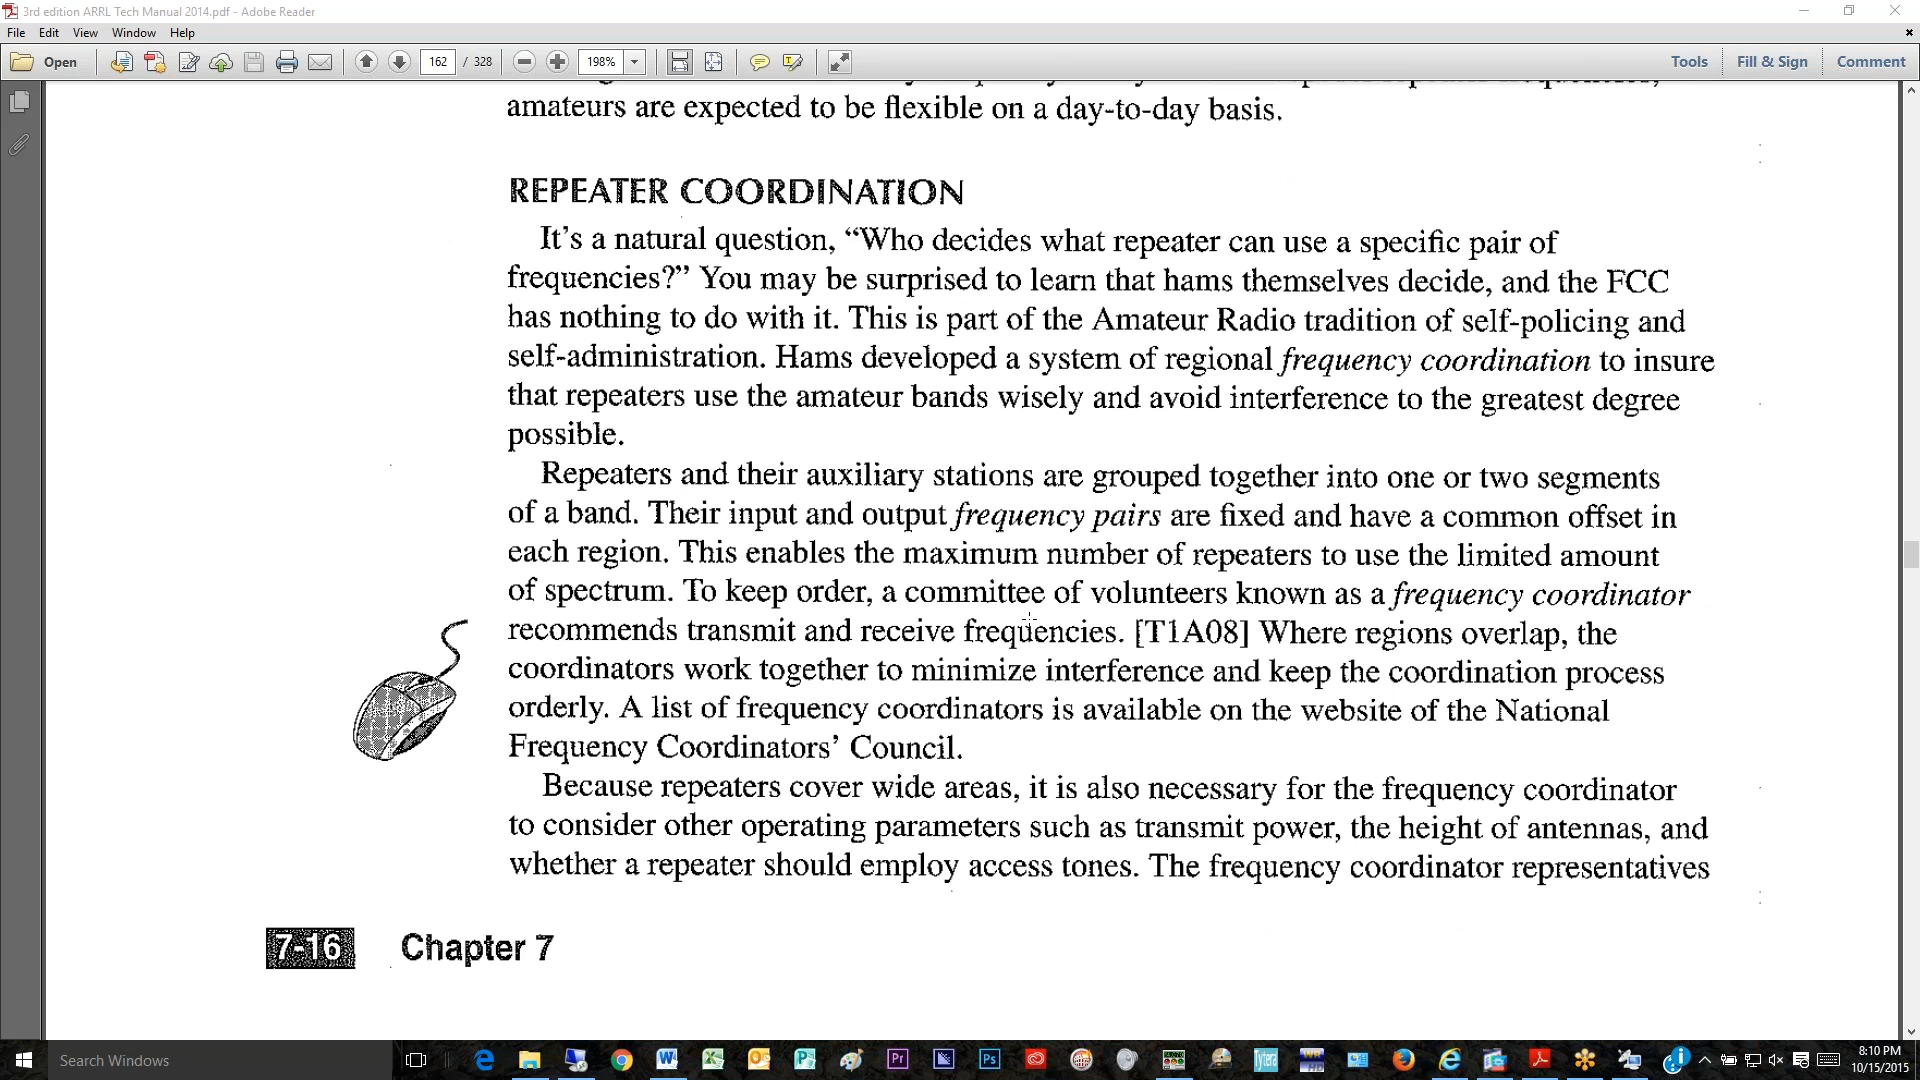 3rd edition ARRL Tech Manual 2014.pdf - Adobe Reader
File Edit View Window Help
Open 162 / 328 198% Tools Fill & Sign Comment
amateurs are expected to be flexible on a day-to-day basis.
REPEATER COORDINATION
It's a natural question, “Who decides what repeater can use a specific pair of
frequencies?” You may be surprised to learn that hams themselves decide, and the FCC
has nothing to do with it. This is part of the Amateur Radio tradition of self-policing and
self-administration. Hams developed a system of regional frequency coordination to insure
that repeaters use the amateur bands wisely and avoid interference to the greatest degree
possible.
Repeaters and their auxiliary stations are grouped together into one or two segments
of a band. Their input and output frequency pairs are fixed and have a common offset in
each region. This enables the maximum number of repeaters to use the limited amount
of spectrum. To keep order, a committee of volunteers known as a frequency coordinator
recommends transmit and receive frequencies. [T1A08] Where regions overlap, the
coordinators work together to minimize interference and keep the coordination process
orderly. A list of frequency coordinators is available on the website of the National
Frequency Coordinators’ Council.
Because repeaters cover wide areas, it is also necessary for the frequency coordinator
to consider other operating parameters such as transmit power, the height of antennas, and
whether a repeater should employ access tones. The frequency coordinator representatives
7-16 Chapter 7
Search Windows
8:10 PM
10/15/2015